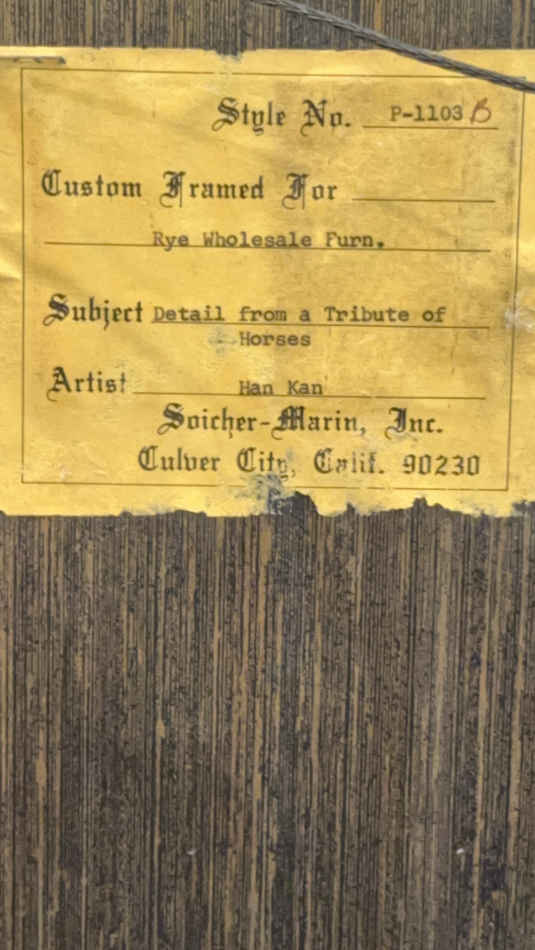 Style No. P-1103 B
Custom Framed For
Rye Wholesale Furn.
Subject Detail from a Tribute of
Horses
Artist Han Kan
Soicher-Marin, Inc.
Culver City, Calif. 90230